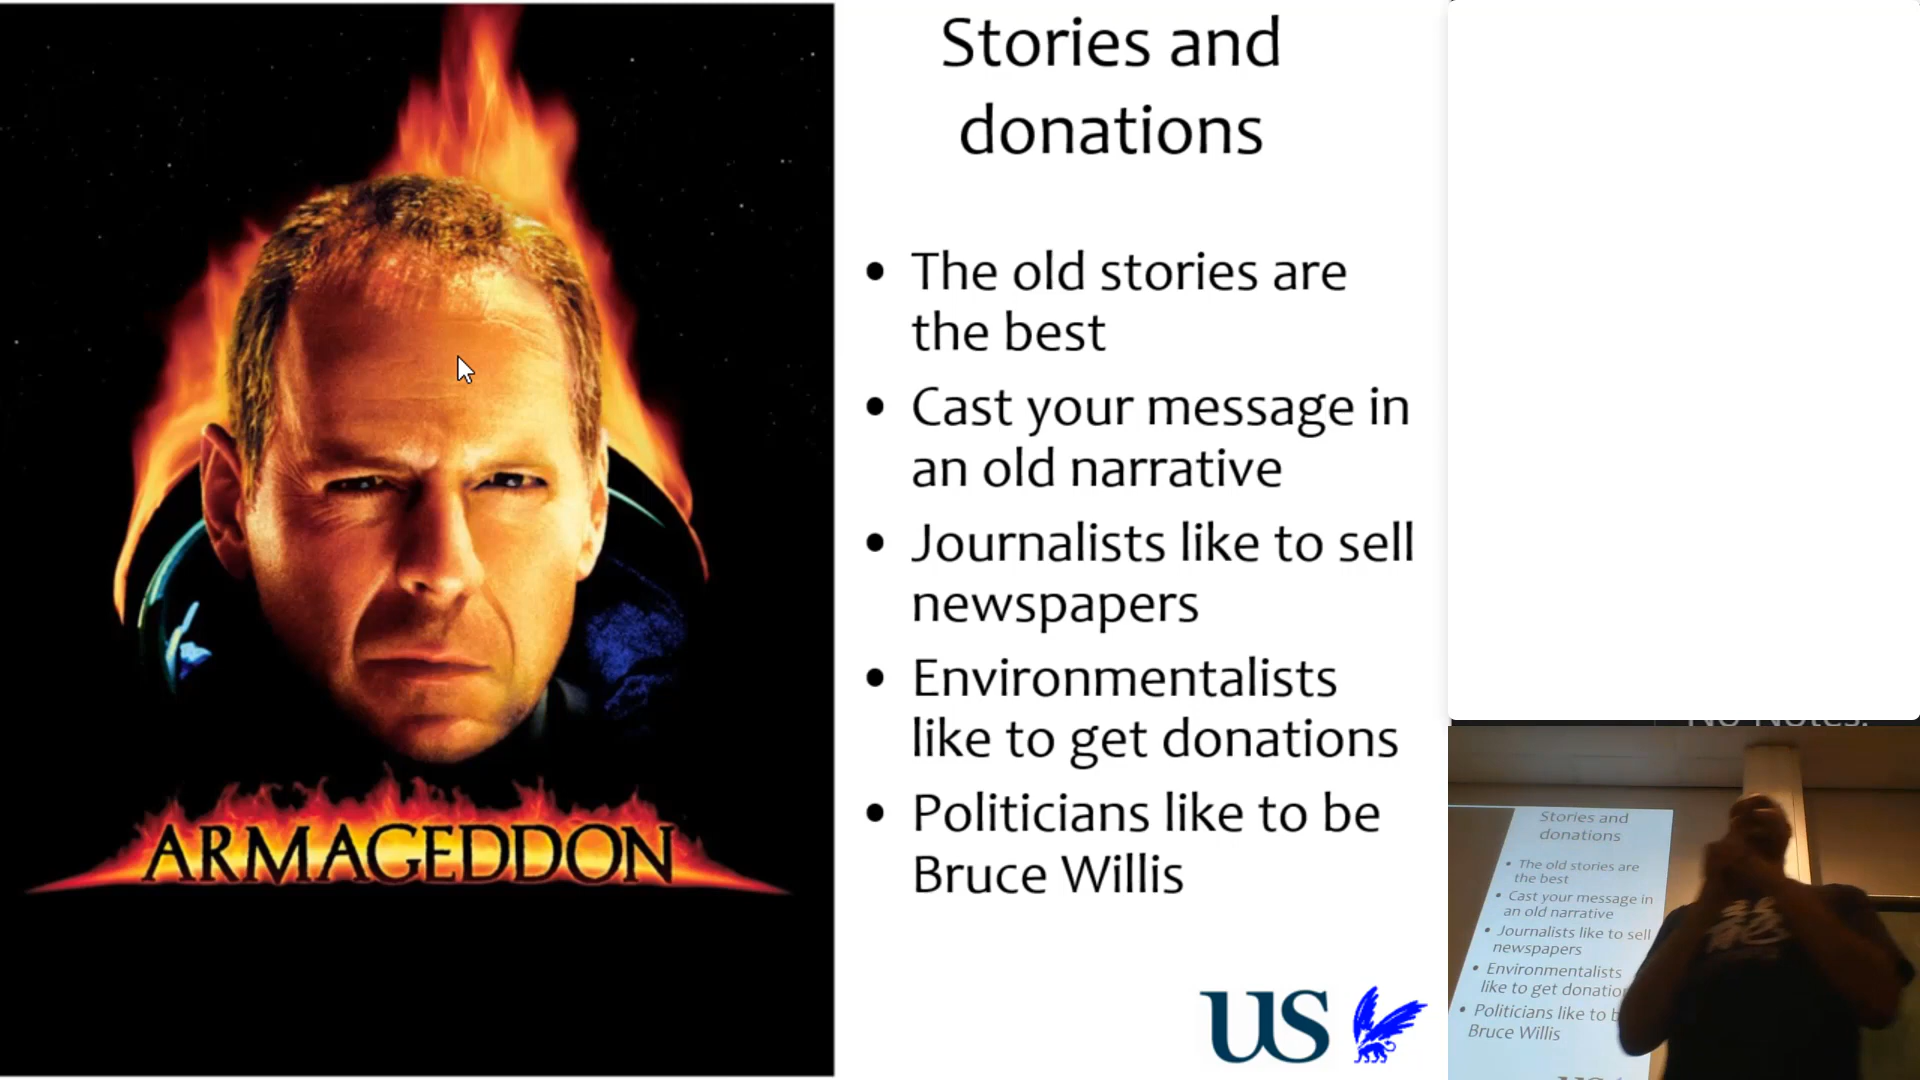 Stories and
donations
• The old stories are
the best
• Cast your message in
an old narrative
• Journalists like to sell
newspapers
• Environmentalists
like to get donations
• Politicians like to be
Bruce Willis
ARMAGEDDON
US
No Notes.
Stories and
donations
• The old stories are
the best
• Cast your message in
an old narrative
• Journalists like to sell
newspapers
• Environmentalists
like to get donation
• Politicians like to b
Bruce Willis